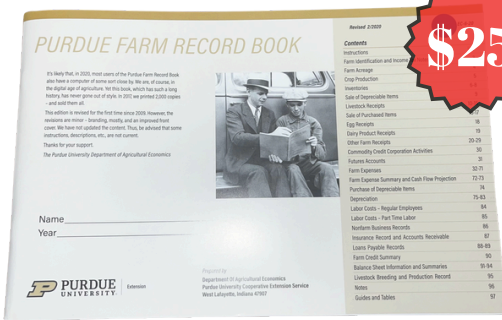 PURDUE FARM RECORD BOOK
It's likely that, in 2020, most users of the Purdue Farm Record Book
also have a computer of some sort close by. We are, of course, in
the digital age of agriculture. Yet this book, which has such a long
history, has never gone out of style. In 2017, we printed 2,000 copies
– and sold them all.
This edition is revised for the first time since 2009. However, the
revisions are minor – branding, mostly, and an improved front
cover. We have not updated the content. Thus, be advised that some
instructions, descriptions, etc., are not current.
Thanks for your support.
The Purdue University Department of Agricultural Economics
Name
Year
P PURDUE
UNIVERSITY
Extension
Prepared by:
Department Of Agricultural Economics
Purdue University Cooperative Extension Service
West Lafayette, Indiana 47907
Revised 2/2020
Contents
Instructions
Farm Identification and Income
Farm Acreage
Crop Production
Inventories
Sale of Depreciable Items
Livestock Receipts
Sale of Purchased Items
Egg Receipts 18
Dairy Product Receipts 19
Other Farm Receipts 20-29
Commodity Credit Corporation Activities 30
Futures Accounts 31
Farm Expenses 32-71
Farm Expense Summary and Cash Flow Projection 72-73
Purchase of Depreciable Items 74
Depreciation 75-83
Labor Costs – Regular Employees 84
Labor Costs – Part Time Labor 85
Nonfarm Business Records 86
Insurance Record and Accounts Receivable 87
Loans Payable Records 88-89
Farm Credit Summary 90
Balance Sheet Information and Summaries 91-94
Livestock Breeding and Production Record 95
Notes 96
Guides and Tables 97
$25